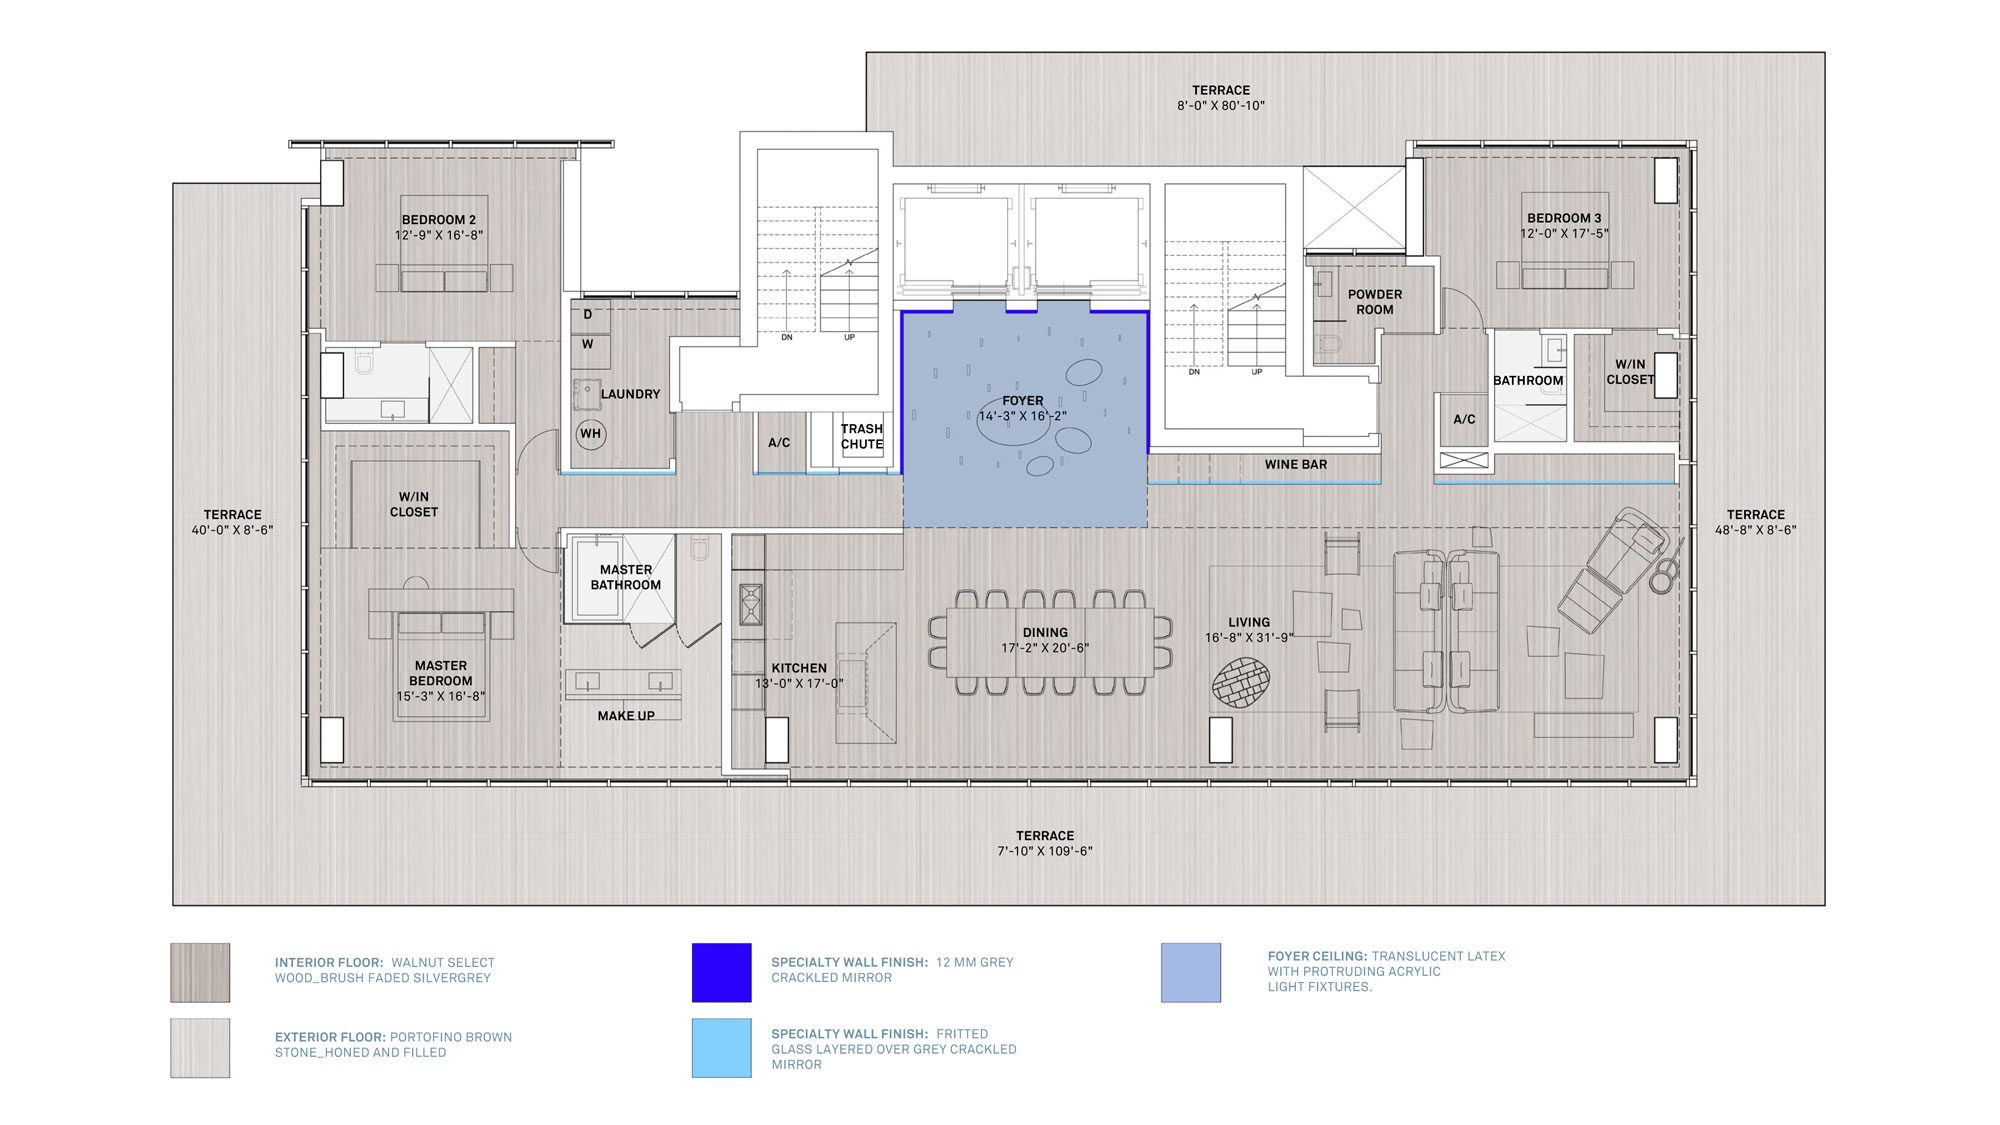 TERRACE
8'-0" X 80'-10"
BEDROOM 2
12'-9" X 16'-8"
BEDROOM 3
12'-0" X 17'-5"
D
W
LAUNDRY
WH
DN
UP
A/C
TRASH
CHUTE
FOYER
14'-3" X 16'-2"
DN
UP
POWDER
ROOM
BATHROOM
W/IN
CLOSET
A/C
WINE BAR
W/IN
CLOSET
TERRACE
40'-0" X 8'-6"
TERRACE
48'-8" X 8'-6"
MASTER
BATHROOM
MASTER
BEDROOM
15'-3" X 16'-8"
MAKE UP
KITCHEN
13'-0" X 17'-0"
DINING
17'-2" X 20'-6"
LIVING
16'-8" X 31'-9"
TERRACE
7'-10" X 109'-6"
INTERIOR FLOOR: WALNUT SELECT
WOOD_BRUSH FADED SILVERGREY
EXTERIOR FLOOR: PORTOFINO BROWN
STONE_HONED AND FILLED
SPECIALTY WALL FINISH: 12 MM GREY
CRACKLED MIRROR
SPECIALTY WALL FINISH: FRITTED
GLASS LAYERED OVER GREY CRACKLED
MIRROR
FOYER CEILING: TRANSLUCENT LATEX
WITH PROTRUDING ACRYLIC
LIGHT FIXTURES.